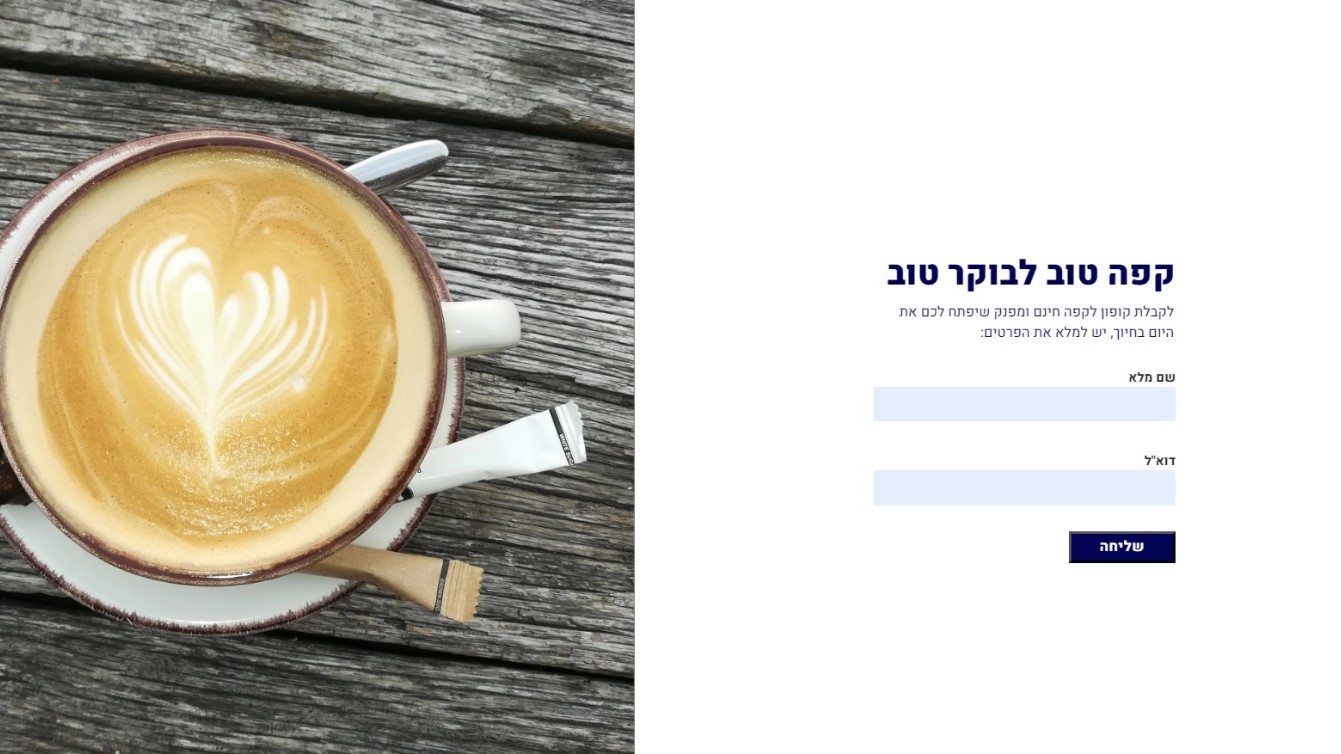 קפה טוב לבוקר טוב
לקבלת קופון לקפה חינם ומפנק שיפתח לכם את
היום בחיוך, יש למלא את הפרטים:
שם מלא
דוא"ל
שליחה